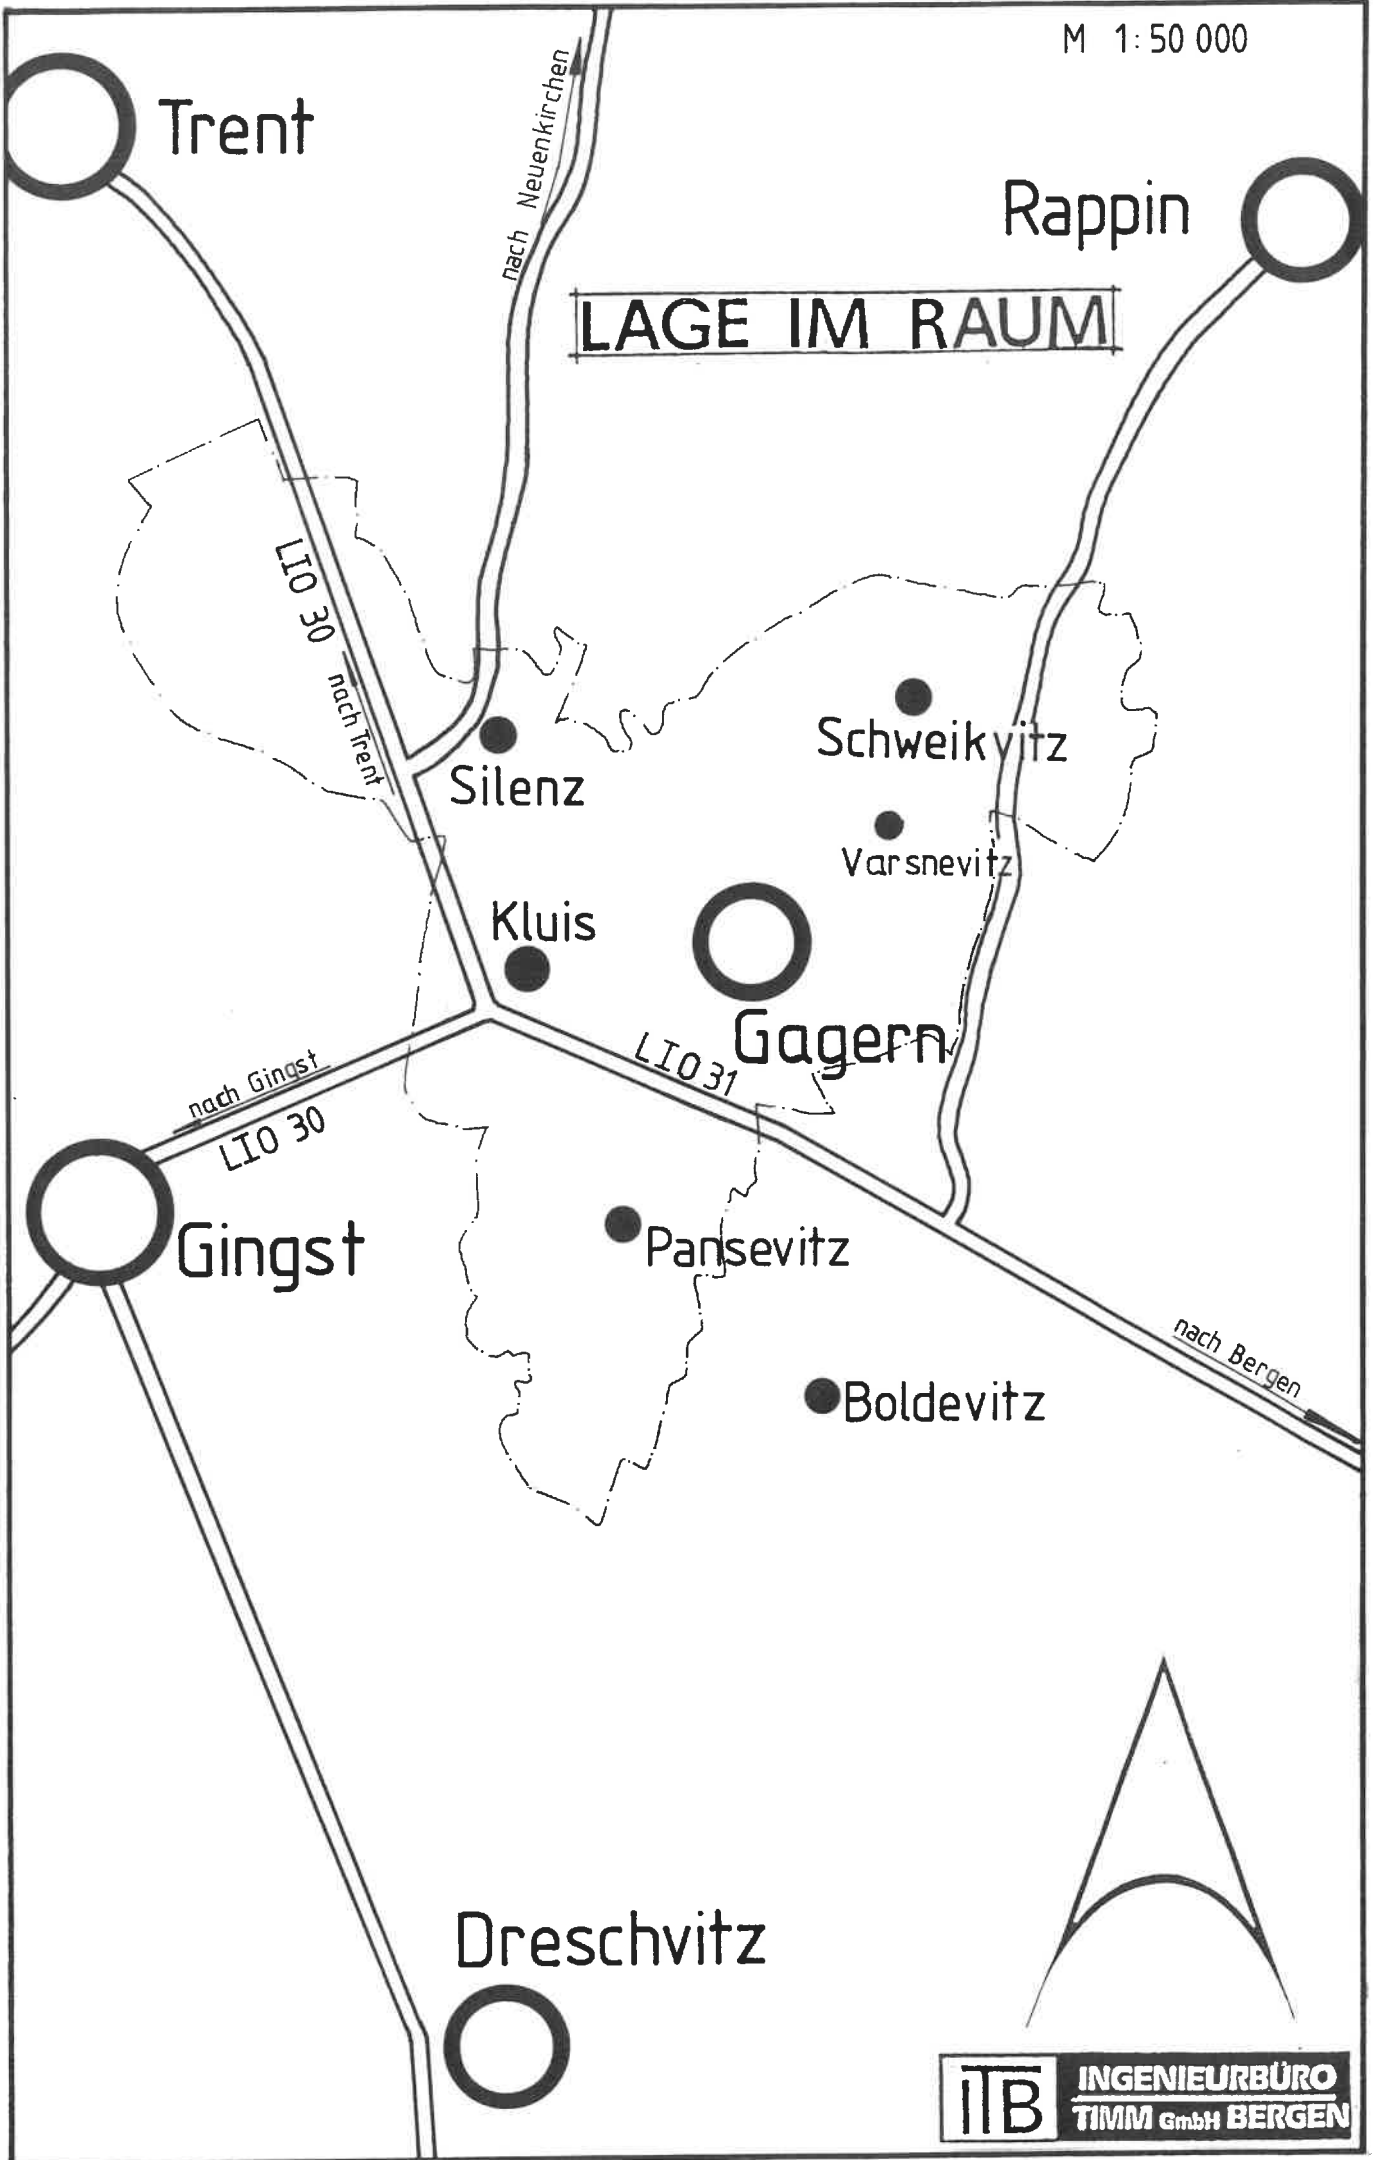 M 1:50 000
Trent
nach Neuenkirchen
Rappin
LAGE IM RAUM
LIO 30
nach Trent
Schweikvitz
Silenz
Varsnevitz
Kluis
Gagern
LIO 31
nach Gingst
LIO 30
Gingst
Pansevitz
nach Bergen
Boldevitz
Dreschvitz
ITB
INGENIEURBÜRO
TIMM GmbH BERGEN